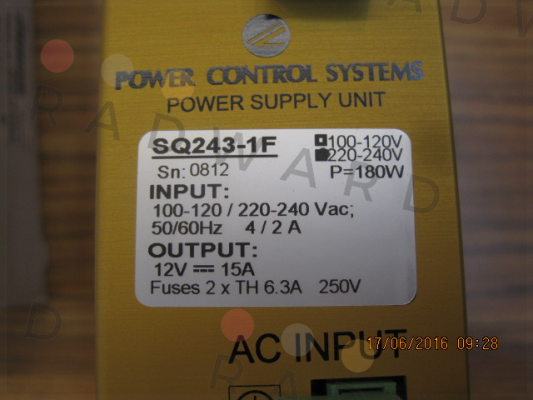 POWER CONTROL SYSTEMS
POWER SUPPLY UNIT
SQ243-1F
100-120V
220-240V
Sn: 0812
P=180W
INPUT:
100-120 / 220-240 Vac;
50/60Hz 4 / 2 A
OUTPUT:
12V 15A
Fuses 2 x TH 6.3A 250V
AC INPUT
17/06/2016 09:28
RADWARD
RADWARD